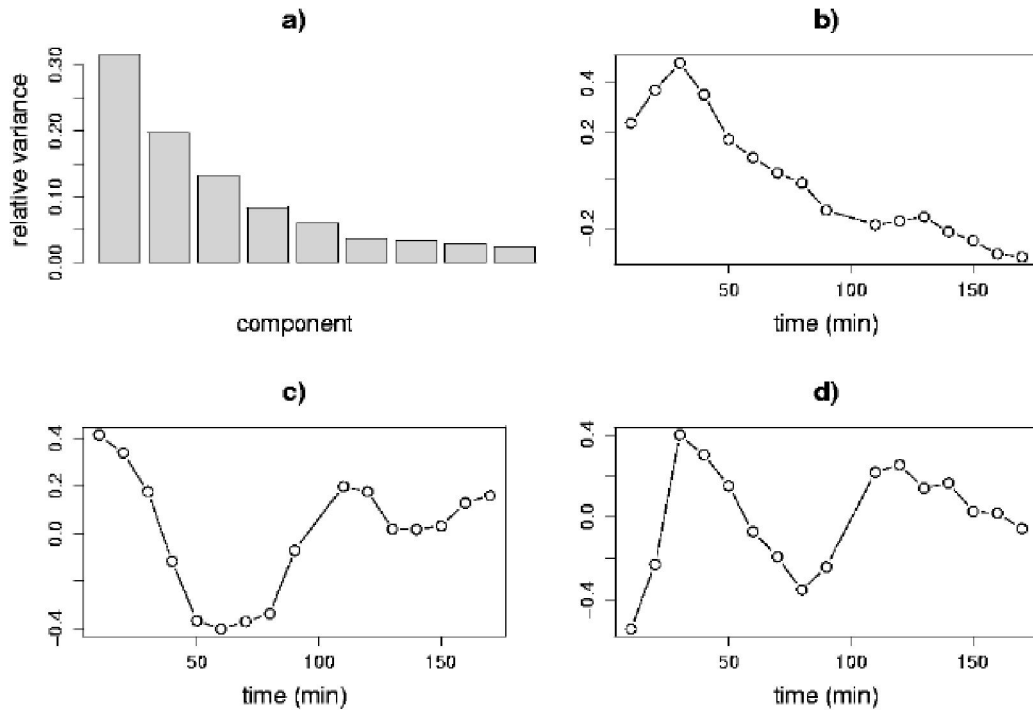 a)
relative variance
0.00 0.10 0.20 0.30
component
b)
-0.2 0.2 0.4
50 100 150
time (min)
c)
-0.4 0.0 0.2 0.4
50 100 150
time (min)
d)
-0.4 0.0 0.4
50 100 150
time (min)